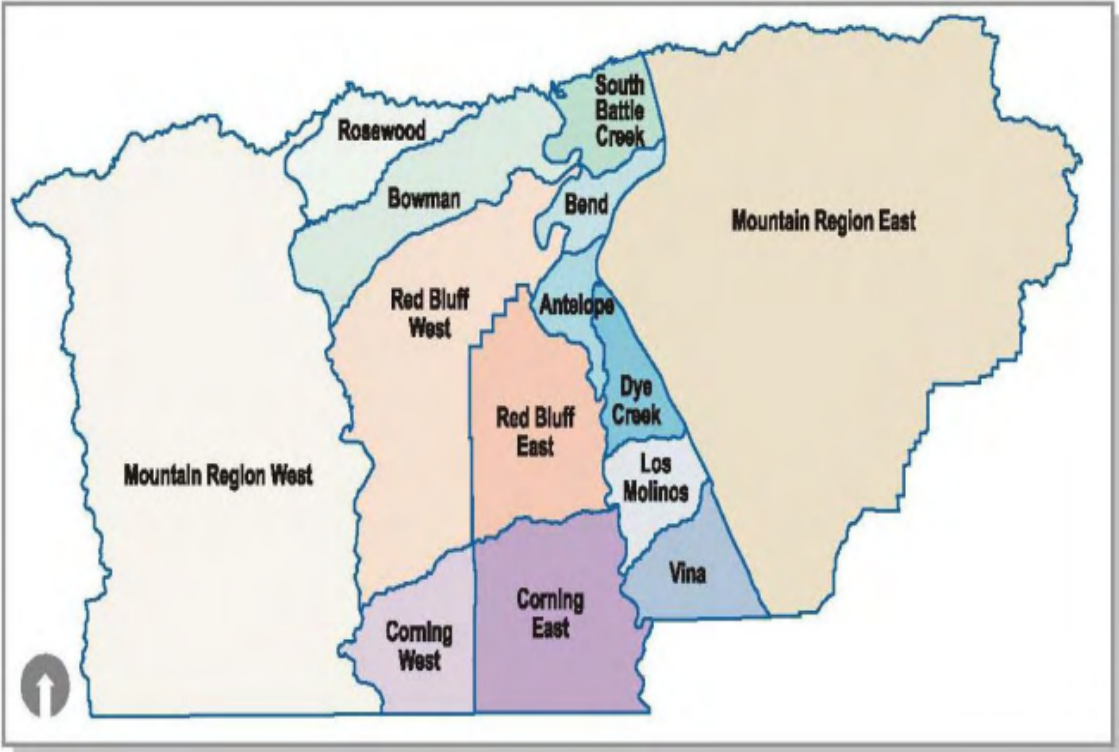 South
Battle
Creek
Rosewood
Bowman
Bend
Mountain Region East
Red Bluff
West
Antelope
Dye
Creek
Red Bluff
East
Los
Molinos
Mountain Region West
Vina
Corning
East
Corning
West